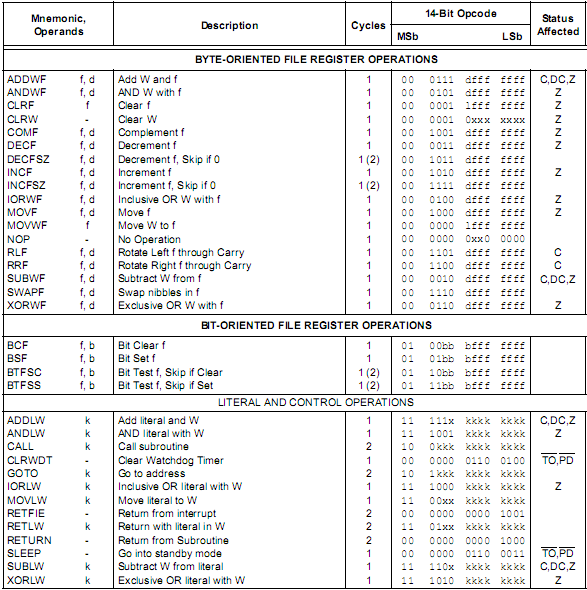 Mnemonic, Operands Description Cycles 14-Bit Opcode Status Affected
MSb LSb
BYTE-ORIENTED FILE REGISTER OPERATIONS
ADDWF f, d Add W and f 1 00 0111 dfff ffff C,DC,Z
ANDWF f, d AND W with f 1 00 0101 dfff ffff Z
CLRF f Clear f 1 00 0001 1fff ffff Z
CLRW - Clear W 1 00 0001 0xxx xxxx Z
COMF f, d Complement f 1 00 1001 dfff ffff Z
DECF f, d Decrement f 1 00 0011 dfff ffff Z
DECFSZ f, d Decrement f, Skip if 0 1 (2) 00 1011 dfff ffff
INCF f, d Increment f 1 00 1010 dfff ffff Z
INCFSZ f, d Increment f, Skip if 0 1 (2) 00 1111 dfff ffff
IORWF f, d Inclusive OR W with f 1 00 0100 dfff ffff Z
MOVF f, d Move f 1 00 1000 dfff ffff Z
MOVWF f Move W to f 1 00 0000 1fff ffff
NOP - No Operation 1 00 0000 0xx0 0000
RLF f, d Rotate Left f through Carry 1 00 1101 dfff ffff C
RRF f, d Rotate Right f through Carry 1 00 1100 dfff ffff C
SUBWF f, d Subtract W from f 1 00 0010 dfff ffff C,DC,Z
SWAPF f, d Swap nibbles in f 1 00 1110 dfff ffff
XORWF f, d Exclusive OR W with f 1 00 0110 dfff ffff Z
BIT-ORIENTED FILE REGISTER OPERATIONS
BCF f, b Bit Clear f 1 01 00bb bfff ffff
BSF f, b Bit Set f 1 01 01bb bfff ffff
BTFSC f, b Bit Test f, Skip if Clear 1 (2) 01 10bb bfff ffff
BTFSS f, b Bit Test f, Skip if Set 1 (2) 01 11bb bfff ffff
LITERAL AND CONTROL OPERATIONS
ADDLW k Add literal and W 1 11 111x kkkk kkkk C,DC,Z
ANDLW k AND literal with W 1 11 1001 kkkk kkkk Z
CALL k Call subroutine 2 10 0kkk kkkk kkkk
CLRWDT - Clear Watchdog Timer 1 00 0000 0110 0100 TO,PD
GOTO k Go to address 2 10 1kkk kkkk kkkk
IORLW k Inclusive OR literal with W 1 11 1000 kkkk kkkk Z
MOVLW k Move literal to W 1 11 00xx kkkk kkkk
RETFIE - Return from interrupt 2 00 0000 0000 1001
RETLW k Return with literal in W 2 11 01xx kkkk kkkk
RETURN - Return from Subroutine 2 00 0000 0000 1000
SLEEP - Go into standby mode 1 00 0000 0110 0011 TO,PD
SUBLW k Subtract W from literal 1 11 110x kkkk kkkk C,DC,Z
XORLW k Exclusive OR literal with W 1 11 1010 kkkk kkkk Z